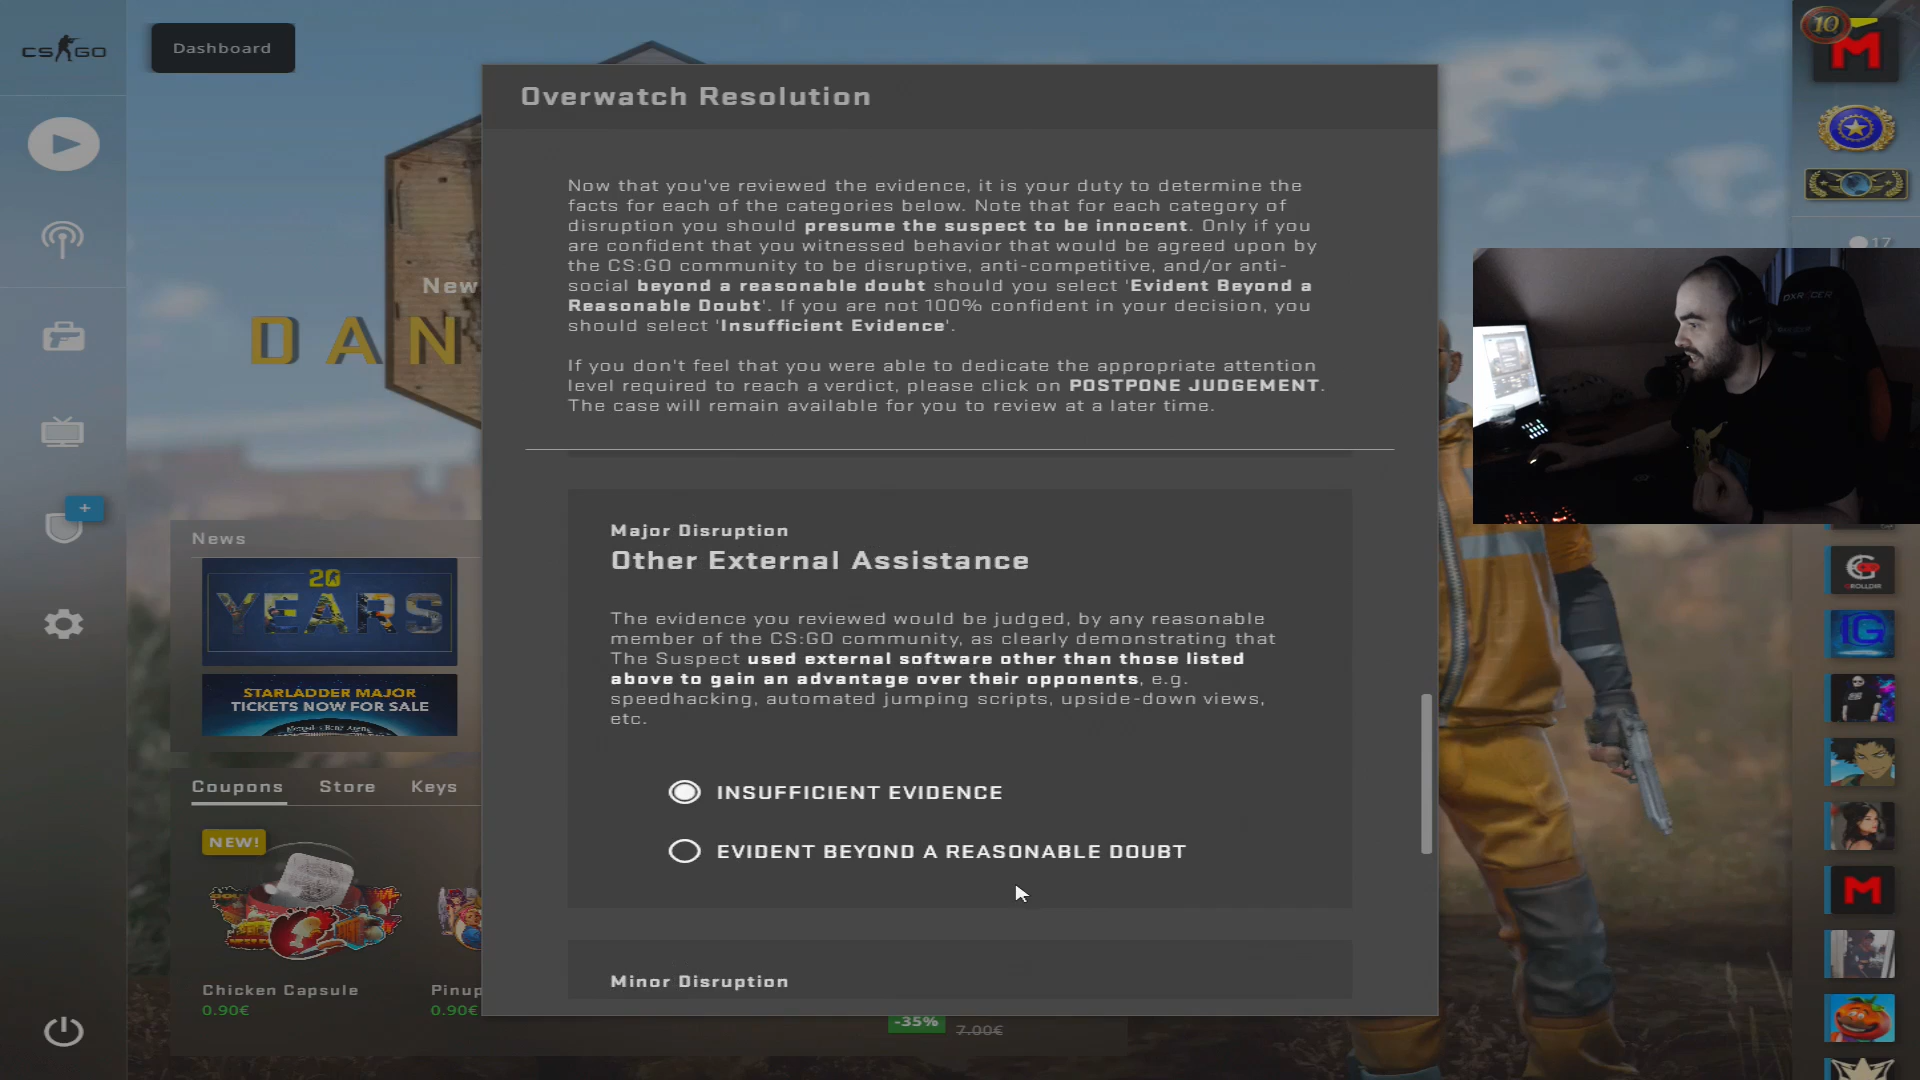 CS GO
Dashboard
Overwatch Resolution
Now that you've reviewed the evidence, it is your duty to determine the
facts for each of the categories below. Note that for each category of
disruption you should presume the suspect to be innocent. Only if you
are confident that you witnessed behavior that would be agreed upon by
the CS:GO community to be disruptive, anti-competitive, and/or anti-
social beyond a reasonable doubt should you select 'Evident Beyond a
Reasonable Doubt'. If you are not 100% confident in your decision, you
should select 'Insufficient Evidence'.
If you don't feel that you were able to dedicate the appropriate attention
level required to reach a verdict, please click on POSTPONE JUDGEMENT.
The case will remain available for you to review at a later time.
Major Disruption
Other External Assistance
The evidence you reviewed would be judged, by any reasonable
member of the CS:GO community, as clearly demonstrating that
The Suspect used external software other than those listed
above to gain an advantage over their opponents, e.g.
speedhacking, automated jumping scripts, upside-down views,
etc.
INSUFFICIENT EVIDENCE
EVIDENT BEYOND A REASONABLE DOUBT
Minor Disruption
New
DAN
News
20
YEARS
STARLADDER MAJOR
TICKETS NOW FOR SALE
Coupons Store Keys
NEW!
Chicken Capsule
0.90€
Pinup
0.90€
-35% 7.00€
10
M
17
DXRACER
G
ROLLDIR
G
M